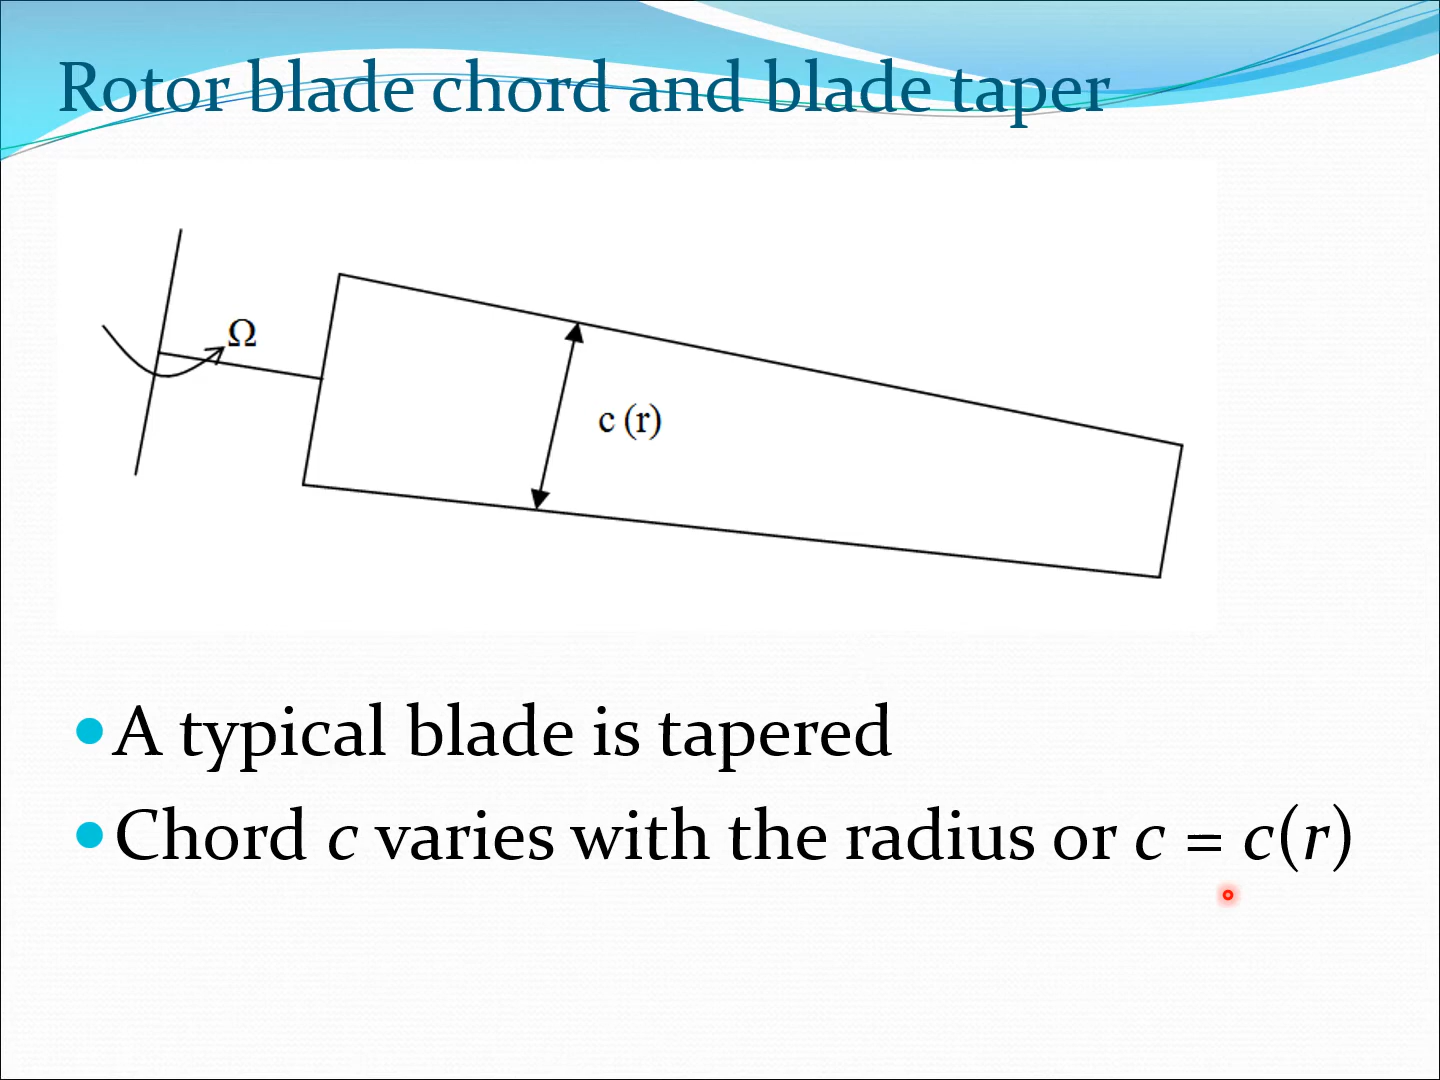 Rotor blade chord and blade taper
Ω
c (r)
A typical blade is tapered
Chord c varies with the radius or c = c(r)